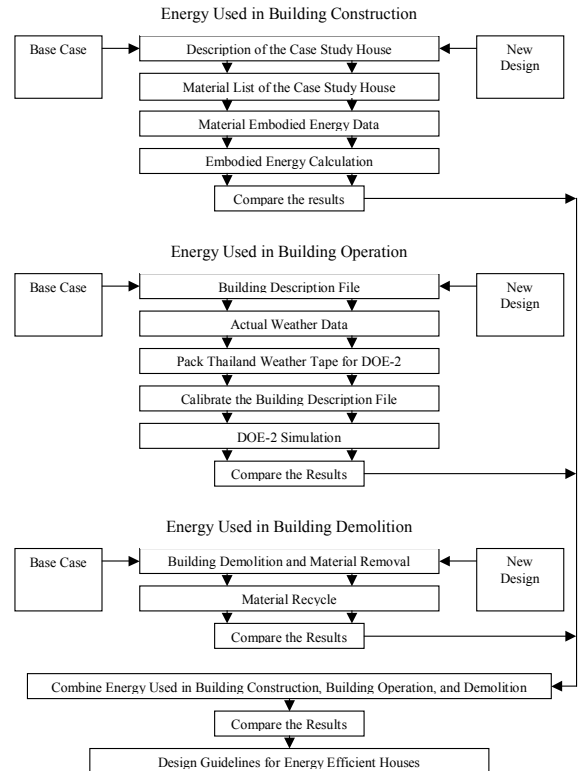 Energy Used in Building Construction
Base Case
Description of the Case Study House
New
Design
Material List of the Case Study House
Material Embodied Energy Data
Embodied Energy Calculation
Compare the results
Energy Used in Building Operation
Base Case
Building Description File
New
Design
Actual Weather Data
Pack Thailand Weather Tape for DOE-2
Calibrate the Building Description File
DOE-2 Simulation
Compare the Results
Energy Used in Building Demolition
Base Case
Building Demolition and Material Removal
New
Design
Material Recycle
Compare the Results
Combine Energy Used in Building Construction, Building Operation, and Demolition
Compare the Results
Design Guidelines for Energy Efficient Houses